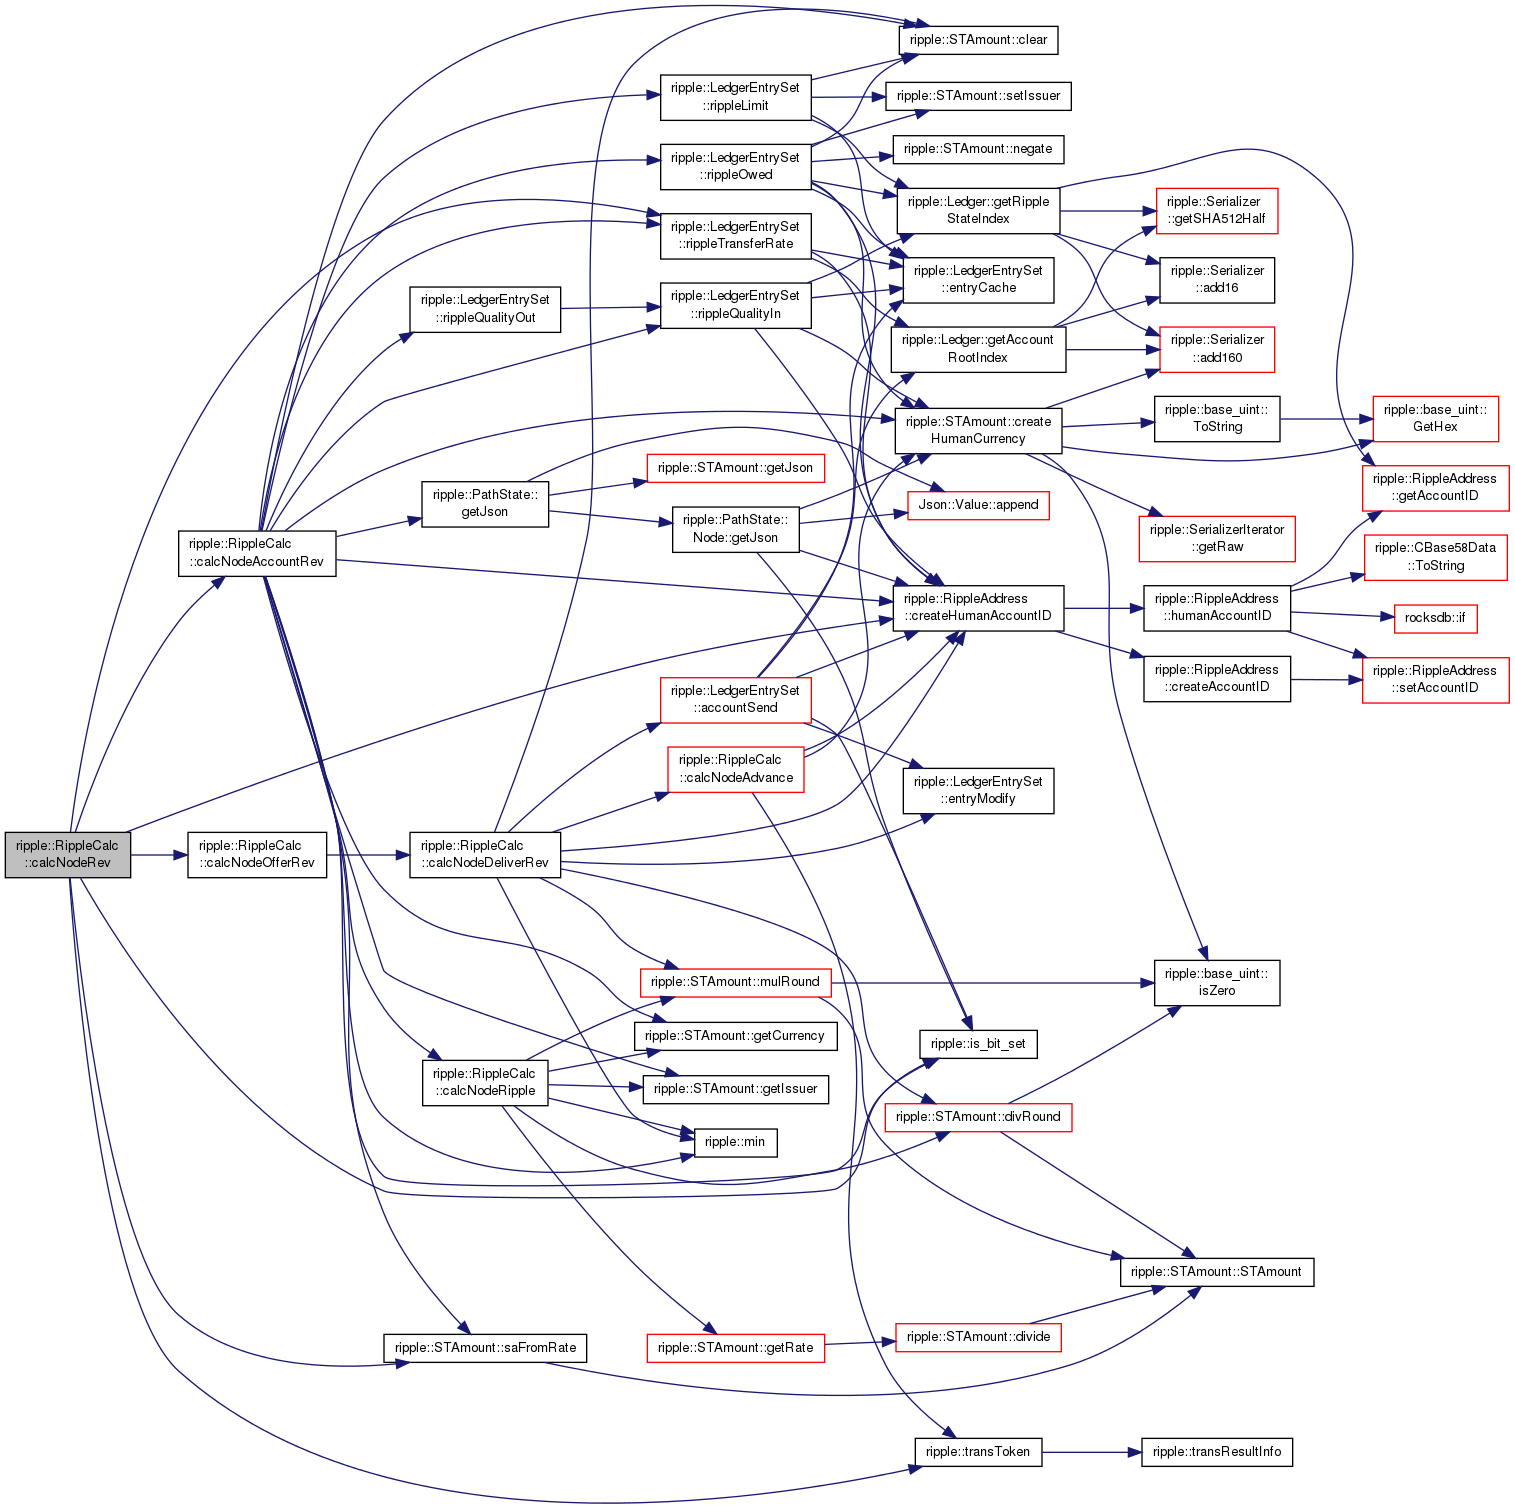 ripple::RippleCalc
::calcNodeRev
ripple::RippleCalc
::calcNodeAccountRev
ripple::RippleCalc
::calcNodeOfferRev
ripple::LedgerEntrySet
::rippleQualityOut
ripple::PathState::
getJson
ripple::RippleCalc
::calcNodeDeliverRev
ripple::RippleCalc
::calcNodeRipple
ripple::STAmount::saFromRate
ripple::LedgerEntrySet
::rippleLimit
ripple::LedgerEntrySet
::rippleOwed
ripple::LedgerEntrySet
::rippleTransferRate
ripple::LedgerEntrySet
::rippleQualityIn
ripple::STAmount::getJson
ripple::PathState::
Node::getJson
ripple::LedgerEntrySet
::accountSend
ripple::RippleCalc
::calcNodeAdvance
ripple::STAmount::mulRound
ripple::STAmount::getCurrency
ripple::STAmount::getIssuer
ripple::min
ripple::STAmount::getRate
ripple::STAmount::clear
ripple::STAmount::setIssuer
ripple::STAmount::negate
ripple::Ledger::getRipple
StateIndex
ripple::LedgerEntrySet
::entryCache
ripple::Ledger::getAccount
RootIndex
ripple::STAmount::create
HumanCurrency
Json::Value::append
ripple::RippleAddress
::createHumanAccountID
ripple::LedgerEntrySet
::entryModify
ripple::is_bit_set
ripple::STAmount::divRound
ripple::STAmount::divide
ripple::transToken
ripple::Serializer
::getSHA512Half
ripple::Serializer
::add16
ripple::Serializer
::add160
ripple::base_uint::
ToString
ripple::SerializerIterator
::getRaw
ripple::RippleAddress
::humanAccountID
ripple::RippleAddress
::createAccountID
ripple::base_uint::
isZero
ripple::STAmount::STAmount
ripple::transResultInfo
ripple::base_uint::
GetHex
ripple::RippleAddress
::getAccountID
ripple::CBase58Data
::ToString
rocksdb::if
ripple::RippleAddress
::setAccountID